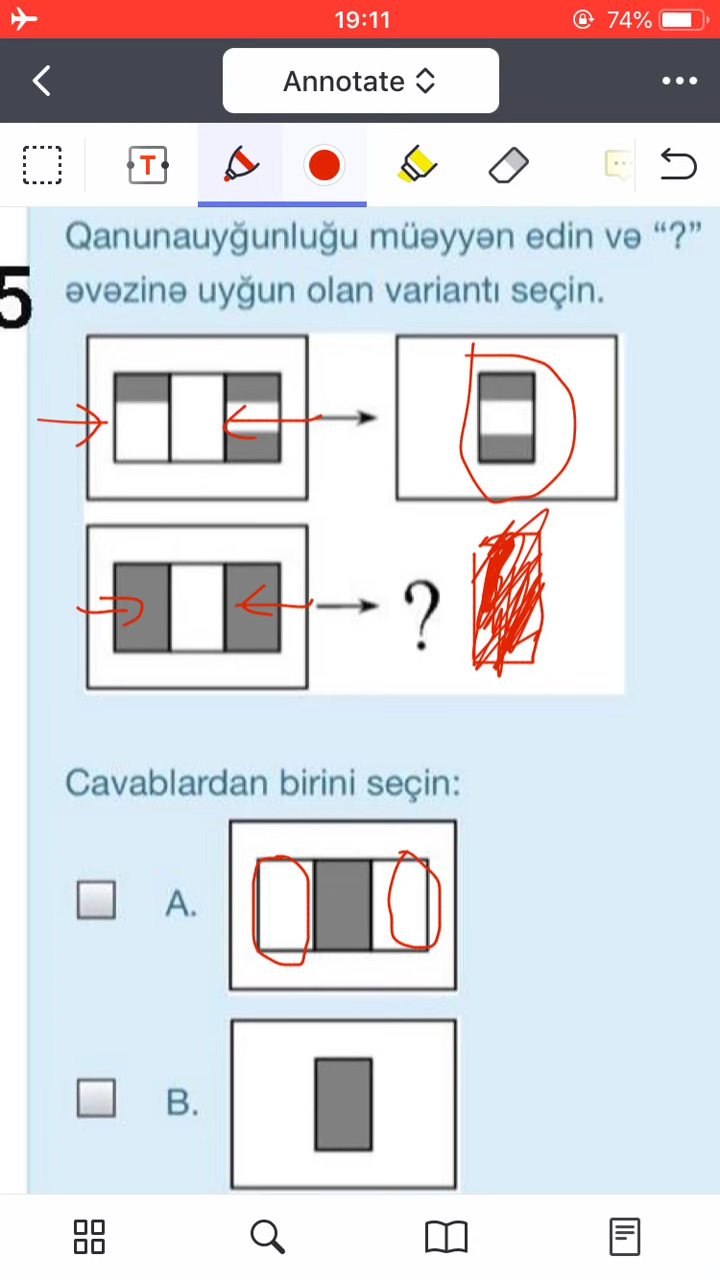 19:11
74%
Annotate
T
Qanunauyğunluğu müəyyən edin və “?”
5
əvəzinə uyğun olan variantı seçin.
?
Cavablardan birini seçin:
A.
B.